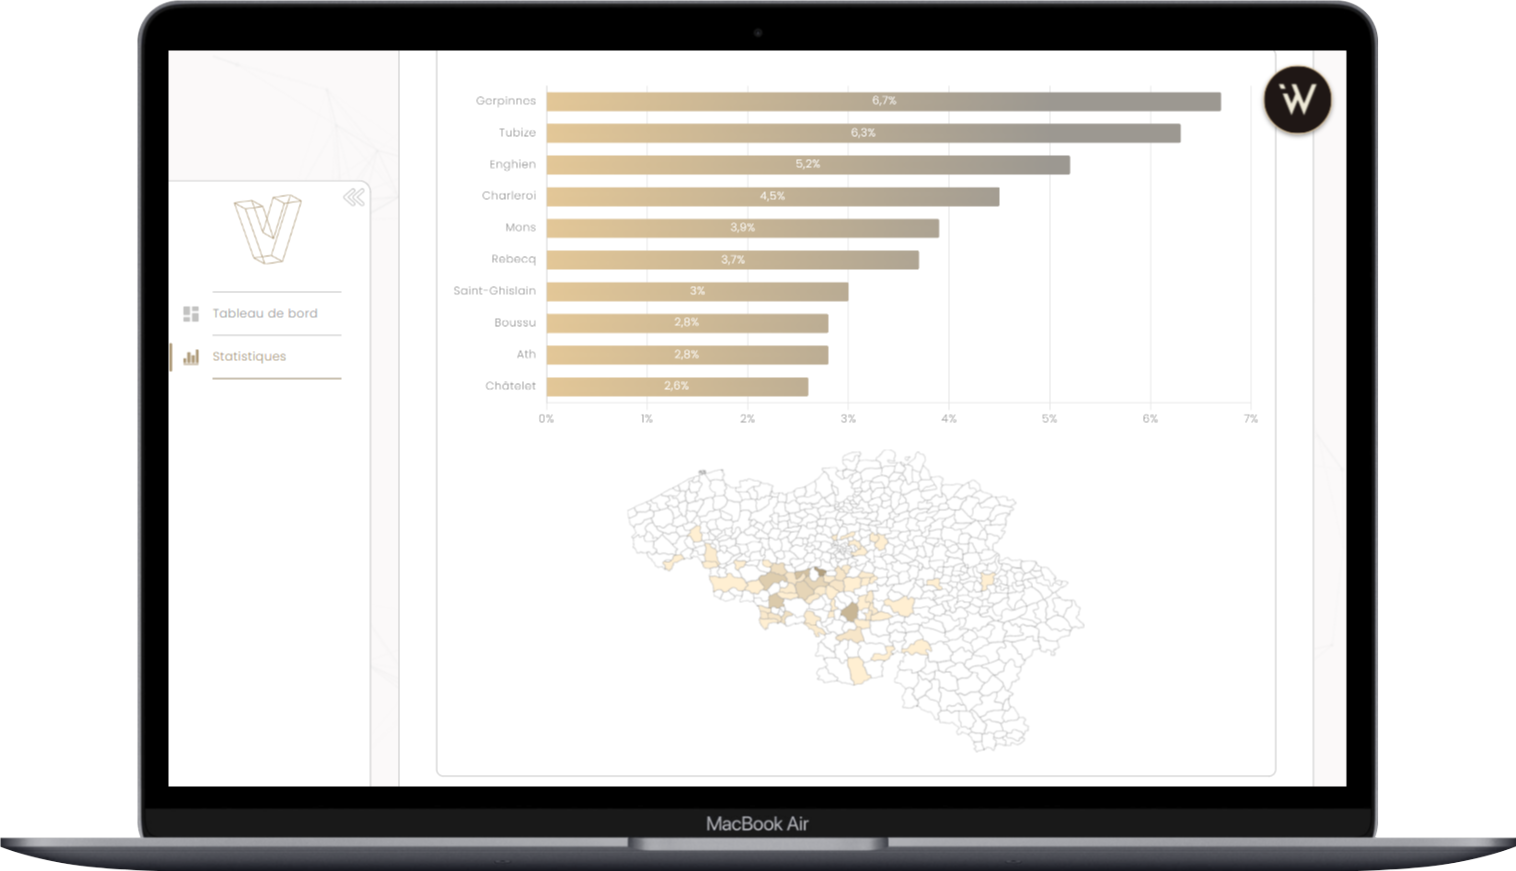 Gerpinnes
6,7%
Tubize
6,3%
Enghien
5,2%
Charleroi
4,5%
Mons
3,9%
Rebecq
3,7%
Saint-Ghislain
3%
Boussu
2,8%
Ath
2,8%
Châtelet
2,6%
0% 1% 2% 3% 4% 5% 6% 7%
Tableau de bord
Statistiques
W
V
MacBook Air